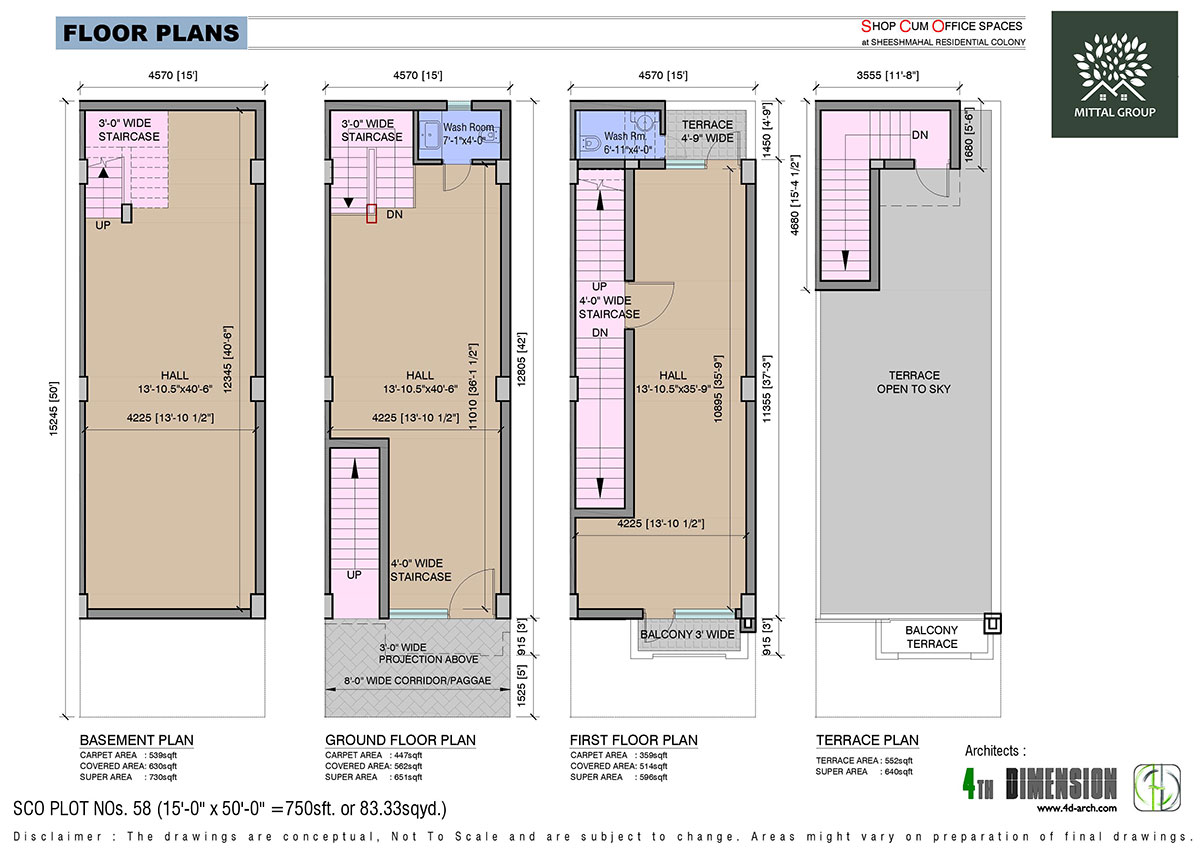 FLOOR PLANS
SHOP CUM OFFICE SPACES
at SHEESHMAHAL RESIDENTIAL COLONY
MITTAL GROUP
4570 [15']
3'-0" WIDE
STAIRCASE
UP
12345 [40'-6"]
HALL
13'-10.5"x40'-6"
4225 [13'-10 1/2"]
15245 [50']
4570 [15']
3'-0" WIDE
STAIRCASE
Wash Room
7'-1"x4'-0"
DN
HALL
13'-10.5"x40'-6"
4225 [13'-10 1/2"]
11010 [36'-1 1/2"]
12805 [42']
4'-0" WIDE
STAIRCASE
UP
3'-0" WIDE
PROJECTION ABOVE
8'-0" WIDE CORRIDOR/PAGGAE
915 [3']
1525 [5']
4570 [15']
Wash Rm.
6'-11"x4'-0"
TERRACE
4'-9" WIDE
1450 [4'-9"]
UP
4'-0" WIDE
STAIRCASE
DN
HALL
13'-10.5"x35'-9"
10895 [35'-9"]
11355 [37'-3"]
4225 [13'-10 1/2"]
BALCONY 3' WIDE
915 [3']
3555 [11'-8"]
DN
1680 [5'-6"]
4680 [15'-4 1/2"]
TERRACE
OPEN TO SKY
BALCONY
TERRACE
BASEMENT PLAN
CARPET AREA : 539sqft
COVERED AREA: 630sqft
SUPER AREA : 730sqft
GROUND FLOOR PLAN
CARPET AREA : 447sqft
COVERED AREA: 562sqft
SUPER AREA : 651sqft
FIRST FLOOR PLAN
CARPET AREA : 359sqft
COVERED AREA: 514sqft
SUPER AREA : 596sqft
TERRACE PLAN
TERRACE AREA : 552sqft
SUPER AREA : 640sqft
Architects :
4TH DIMENSION
www.4d-arch.com
SCO PLOT NOs. 58 (15'-0" x 50'-0" =750sft. or 83.33sqyd.)
Disclaimer : The drawings are conceptual, Not To Scale and are subject to change. Areas might vary on preparation of final drawings.